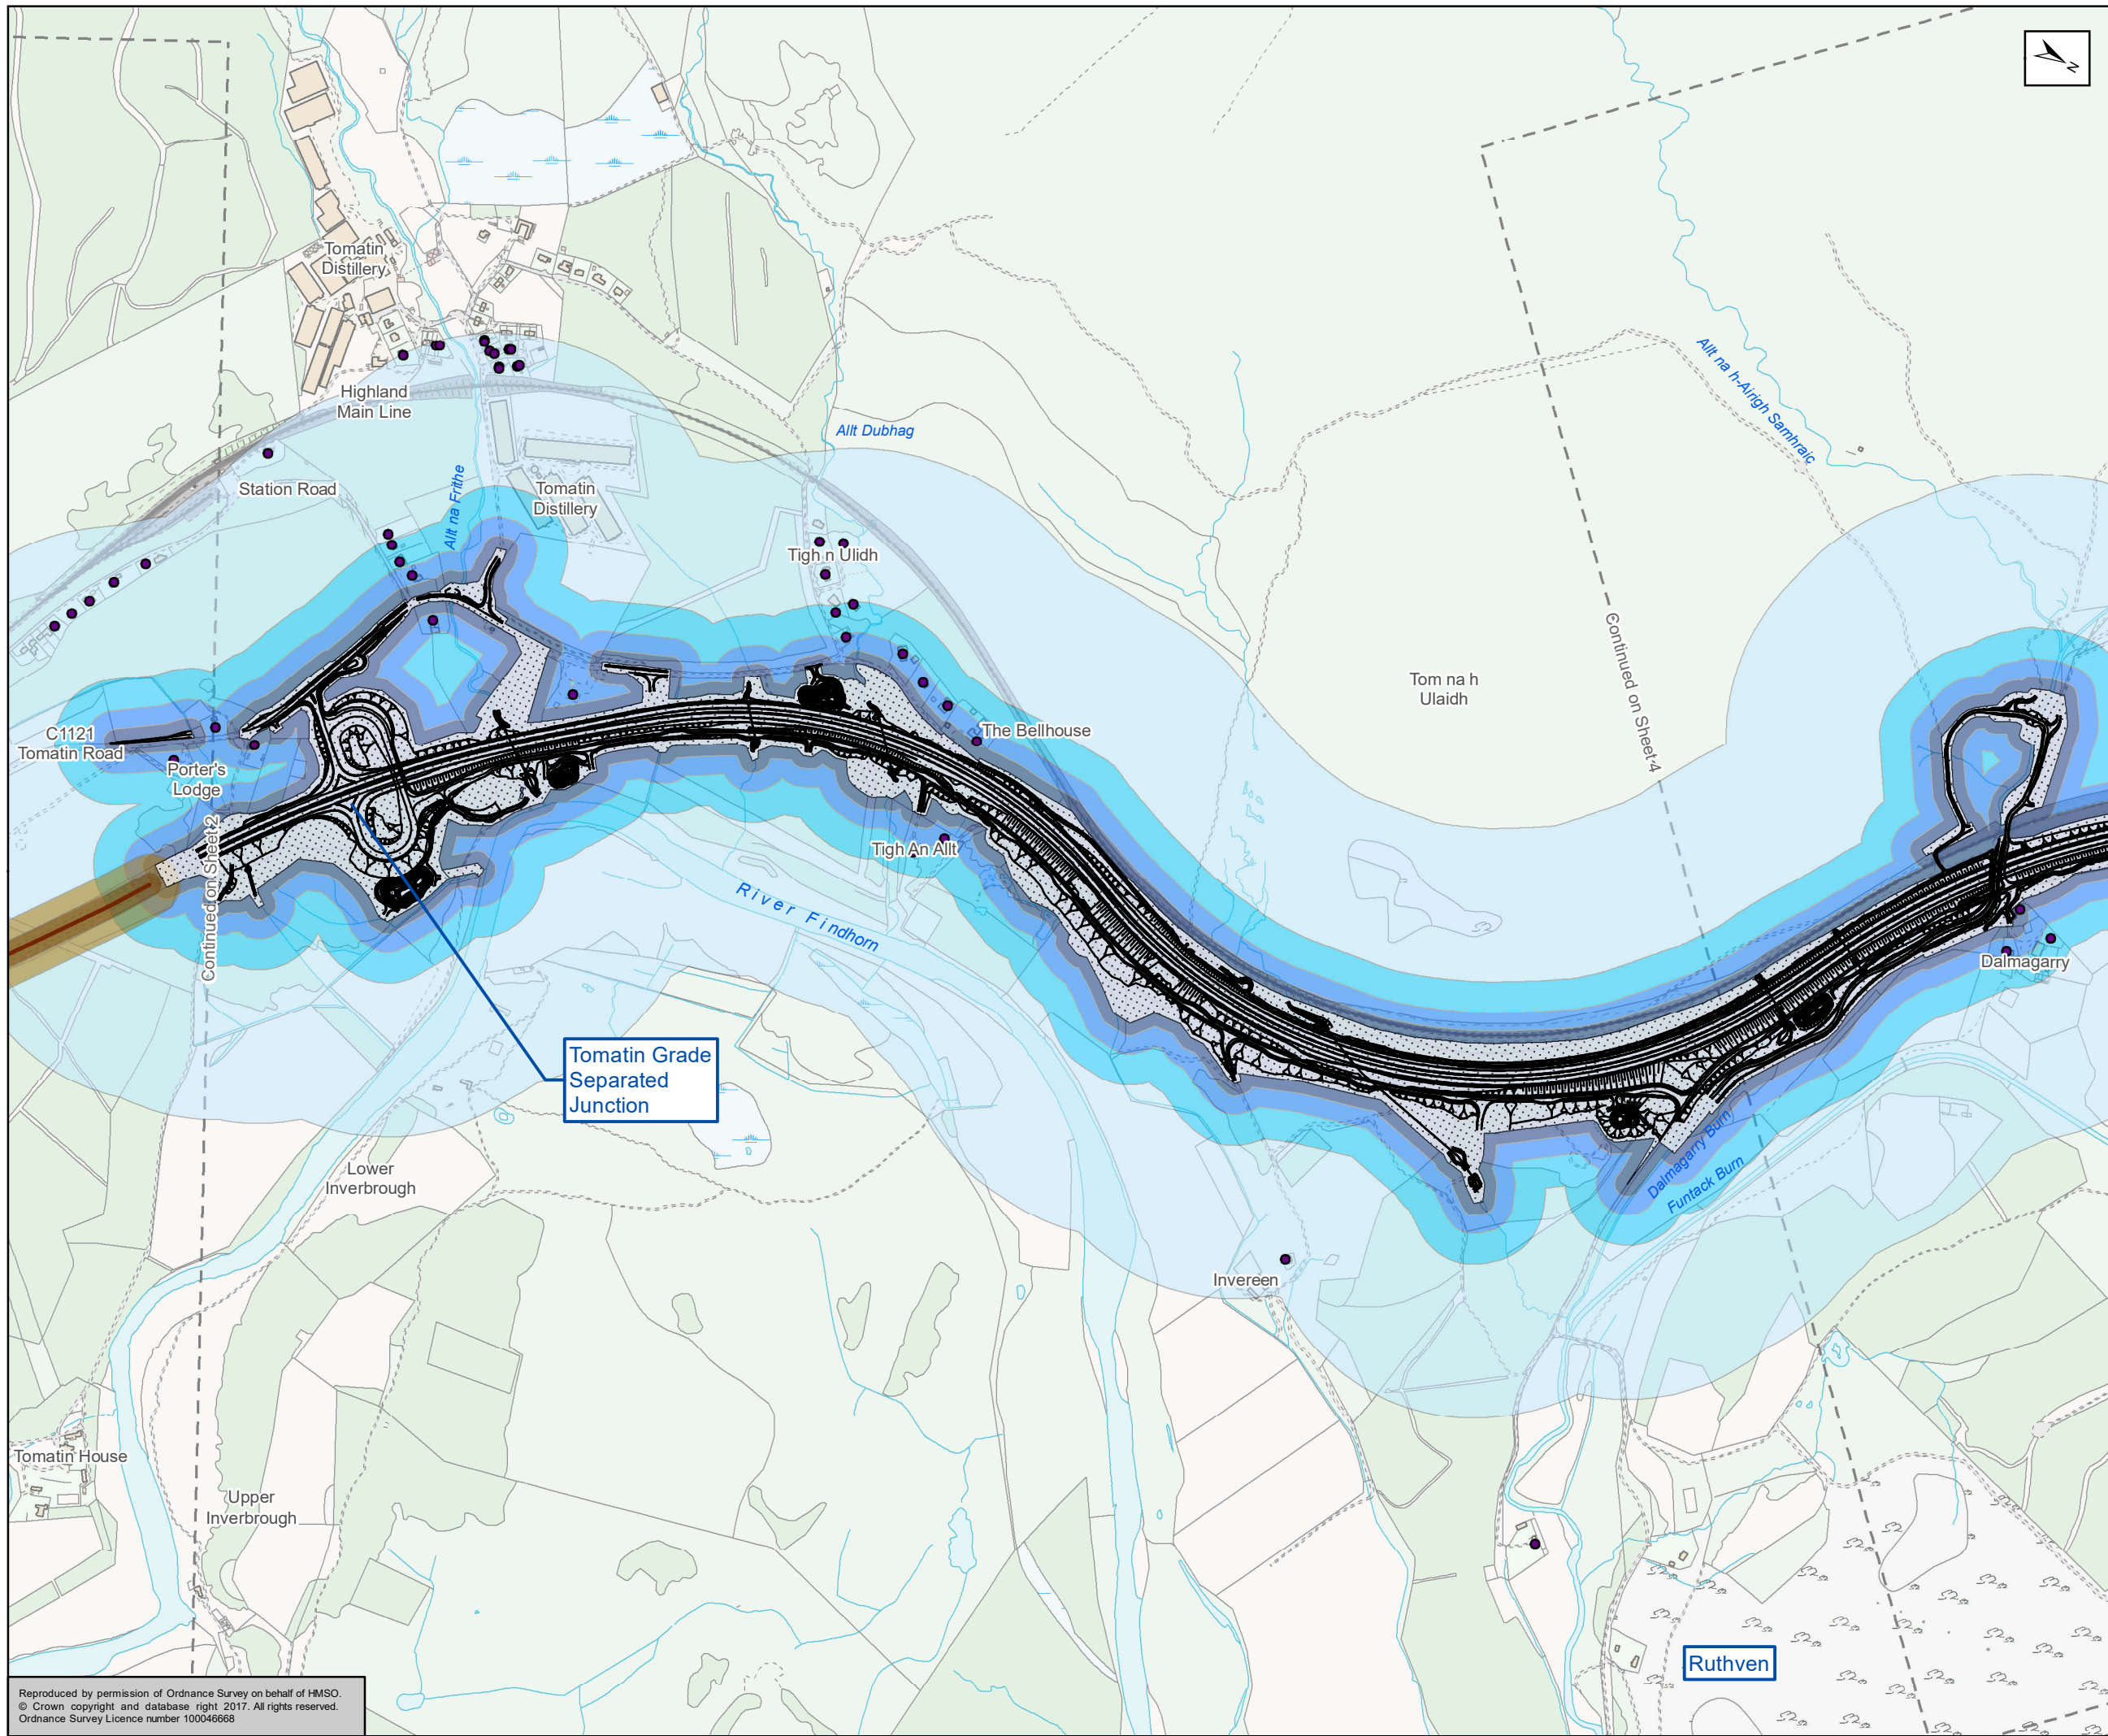 N
Tomatin
Distillery
Highland
Main Line
Allt na h-Airigh Samhraic
Allt Dubhag
Station Road
Allt na Frithe
Tomatin
Distillery
Tigh n Ulidh
Continued on Sheet 4
Tom na h
Ulaidh
C1121
Tomatin Road
Porter's
Lodge
The Bellhouse
Continued on Sheet 2
Tigh An Allt
River Findhorn
Dalmagarry
Tomatin Grade
Separated
Junction
Lower
Inverbrough
Dalmagarry Burn
Funtack Burn
Invereen
Tomatin House
Upper
Inverbrough
Ruthven
Reproduced by permission of Ordnance Survey on behalf of HMSO.
© Crown copyright and database right 2017. All rights reserved.
Ordnance Survey Licence number 100046668